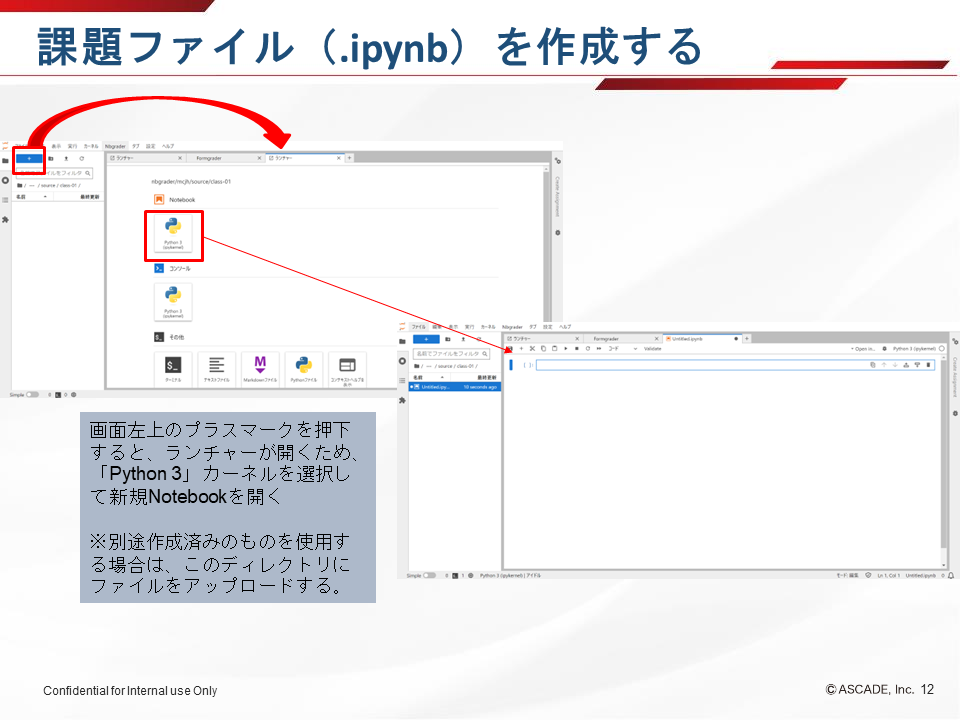 課題ファイル（.ipynb）を作成する
表示 実行 カーネル Nbgrader タブ 設定 ヘルプ
ランチャー Formgrader ランチャー
/ ··· / source / class-01 /
名前 最終更新
nbgrader/mcjh/source/class-01
Notebook
Python 3
(ipykernel)
コンソール
Python 3
(ipykernel)
その他
ターミナル テキストファイル Markdownファイル Pythonファイル コンテキストヘルプを表示
Create Assignment
Simple 0 0
ファイル 編集 表示 実行 カーネル Nbgrader タブ 設定 ヘルプ
ランチャー formgrader Untitled.ipynb
コード Validate Open in... Python 3 (ipykernel)
名前でファイルをフィルタ
/ ··· / source / class-01 /
名前 最終更新
Untitled.ipy... 10 seconds ago
[ ]:
Create Assignment
Simple 0 1 Python 3 (ipykernel) | アイドル モード: 編集 Ln 1, Col 1 Untitled.ipynb 0
画面左上のプラスマークを押下
すると、ランチャーが開くため、
「Python 3」カーネルを選択し
て新規Notebookを開く
※別途作成済みのものを使用す
る場合は、このディレクトリに
ファイルをアップロードする。
Confidential for Internal use Only
© ASCADE, Inc. 12